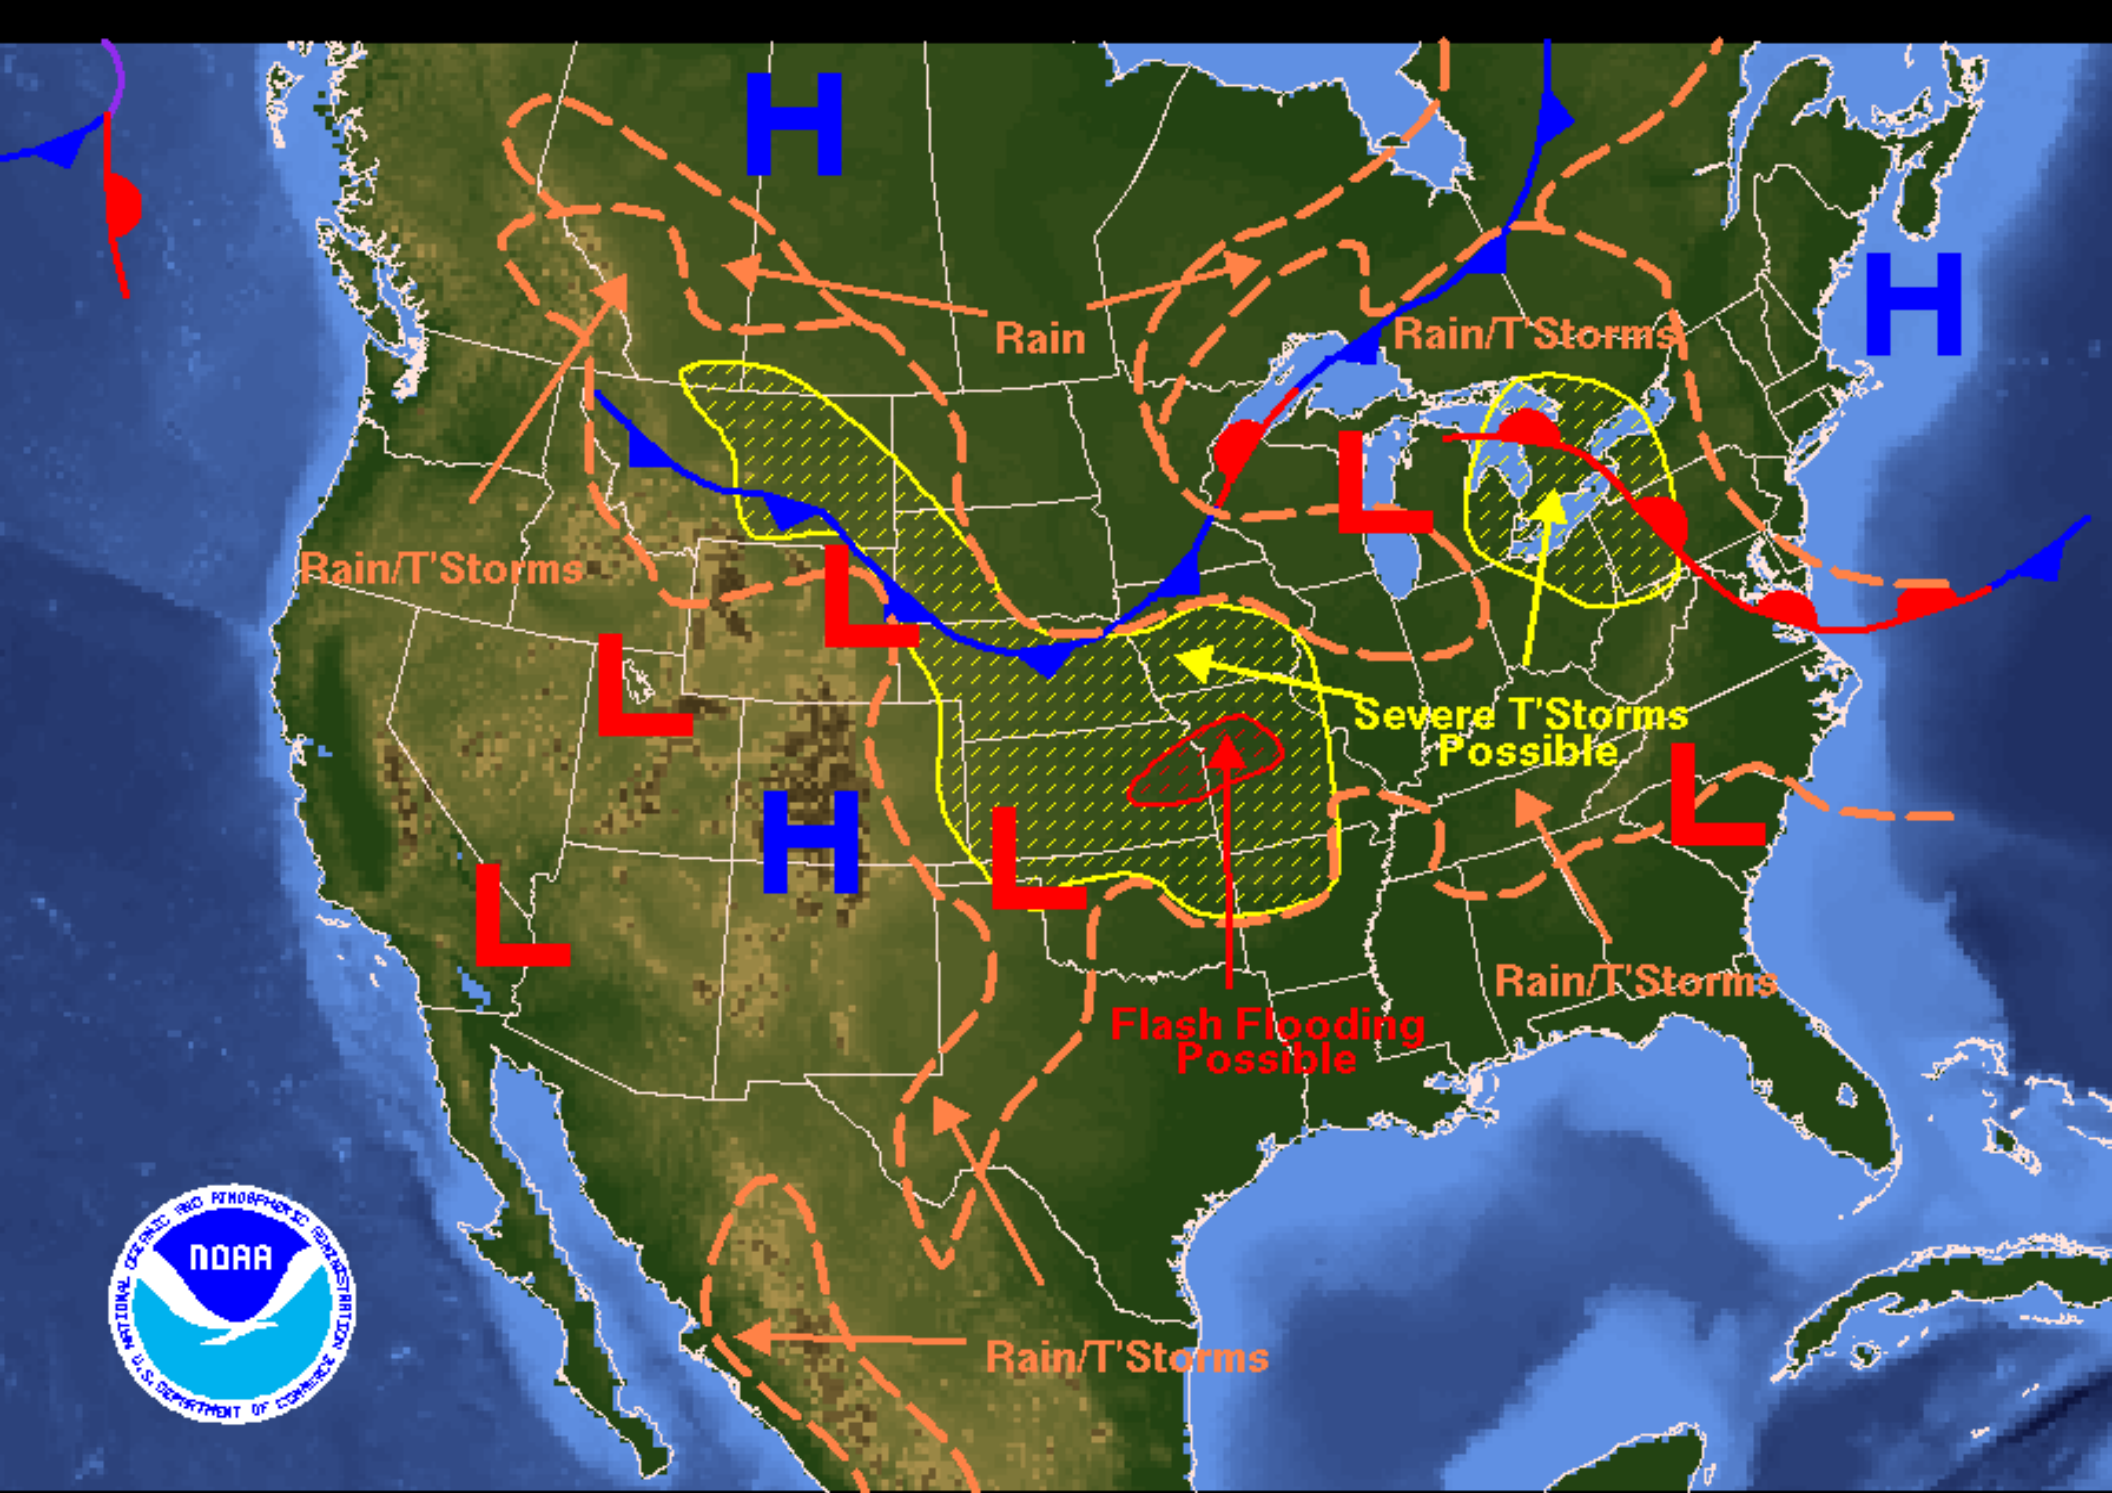 H
Rain
Rain/T'Storms
H
L
Rain/T'Storms
L
L
Severe T'Storms
Possible
L
H
L
L
Rain/T'Storms
Flash Flooding
Possible
NATIONAL OCEANIC AND ATMOSPHERIC ADMINISTRATION
NOAA
U.S. DEPARTMENT OF COMMERCE
Rain/T'Storms